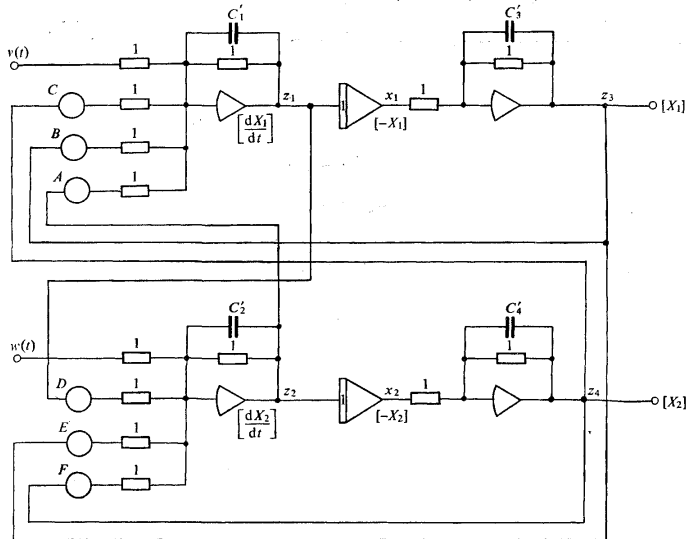 C′₁ C′₃
v(t) 1 1 1
C 1 z₁ 1 x₁ 1 z₃ [X₁]
[dX₁/dt] [-X₁]
B 1
A 1
C′₂ C′₄
w(t) 1 1 1
D 1 z₂ 1 x₂ 1 z₄ [X₂]
[dX₂/dt] [-X₂]
E 1
F 1